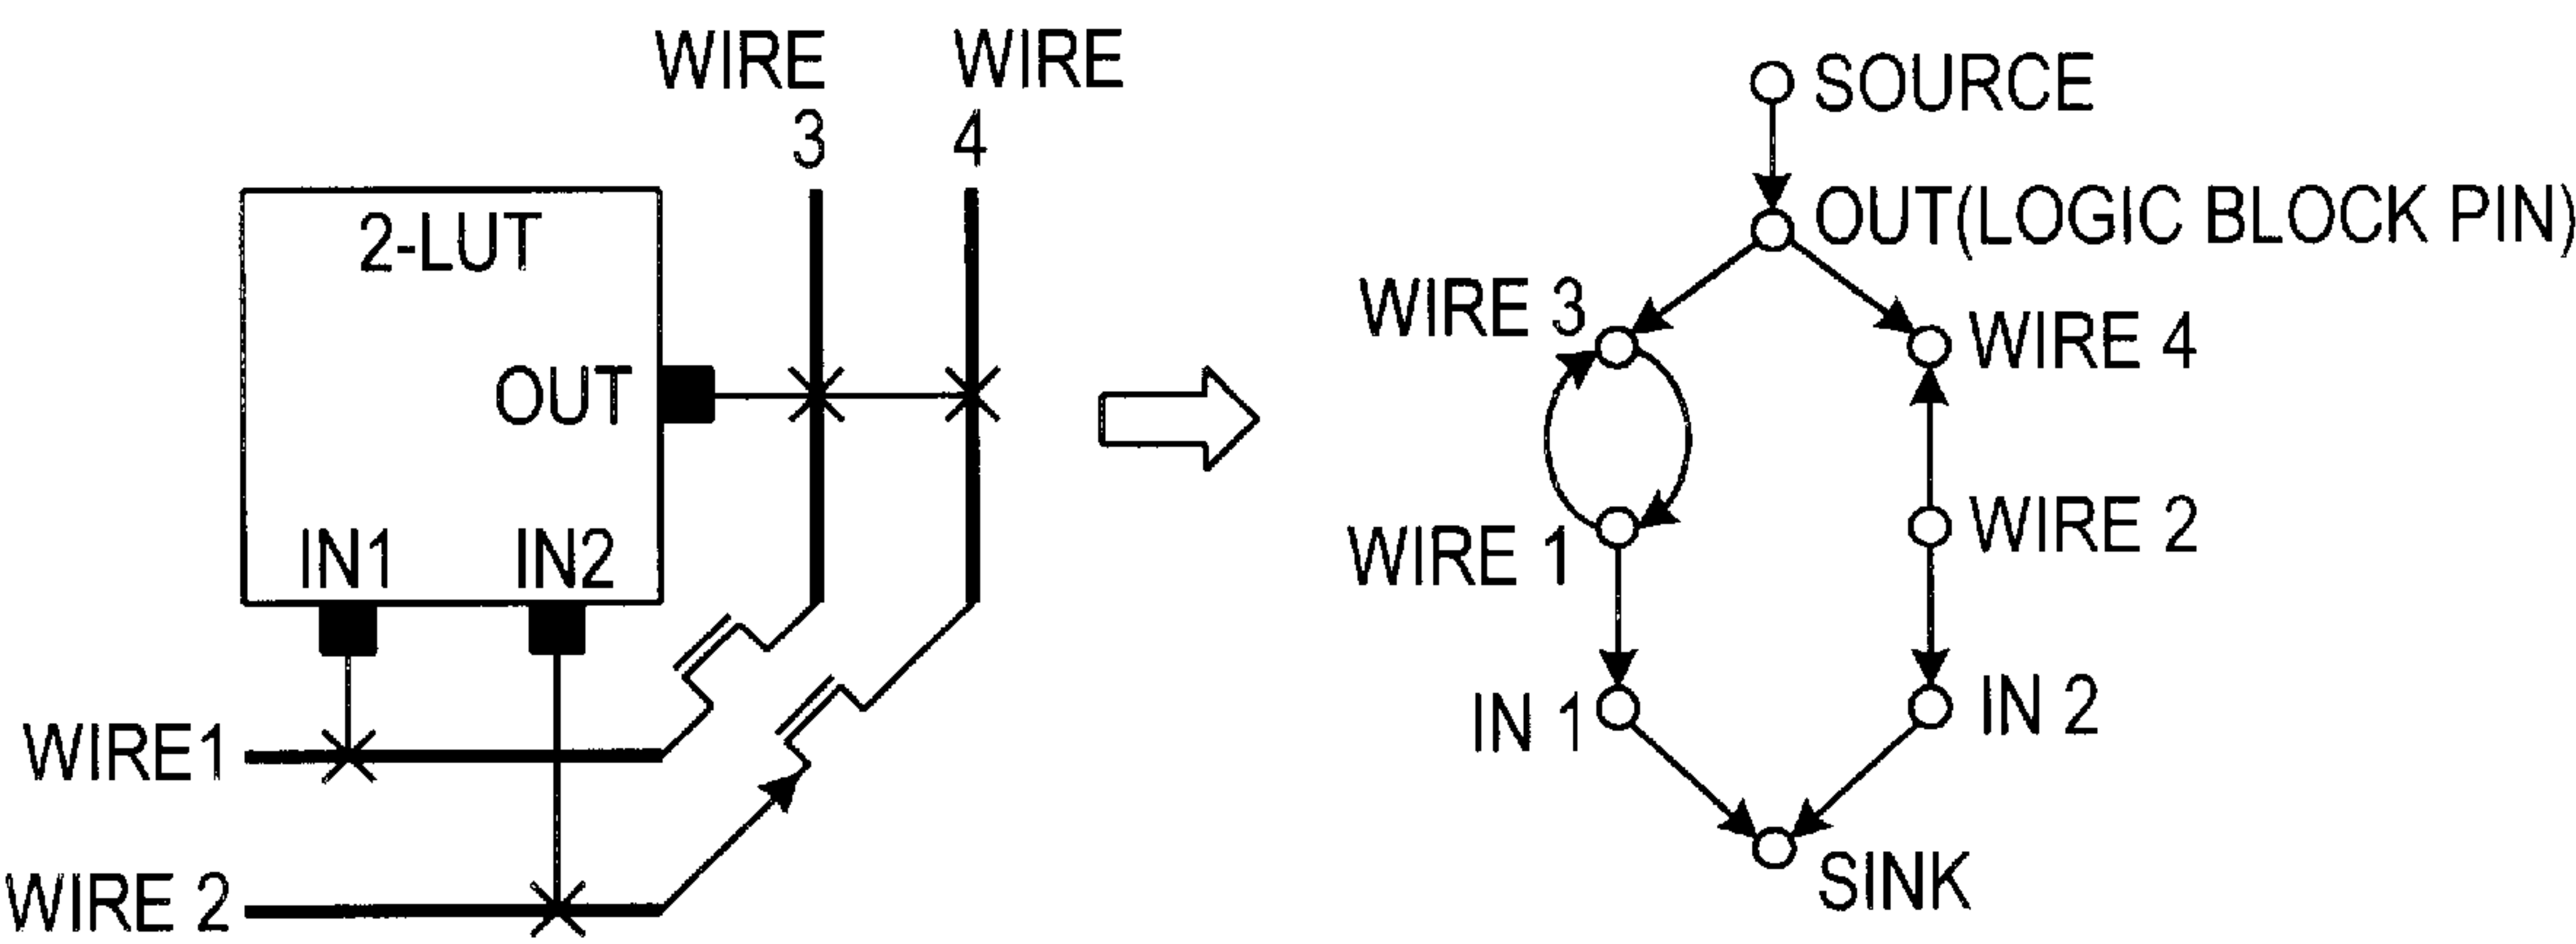 WIRE
3
WIRE
4
2-LUT
OUT
IN1
IN2
WIRE1
WIRE 2
SOURCE
OUT(LOGIC BLOCK PIN)
WIRE 3
WIRE 4
WIRE 1
WIRE 2
IN 1
IN 2
SINK